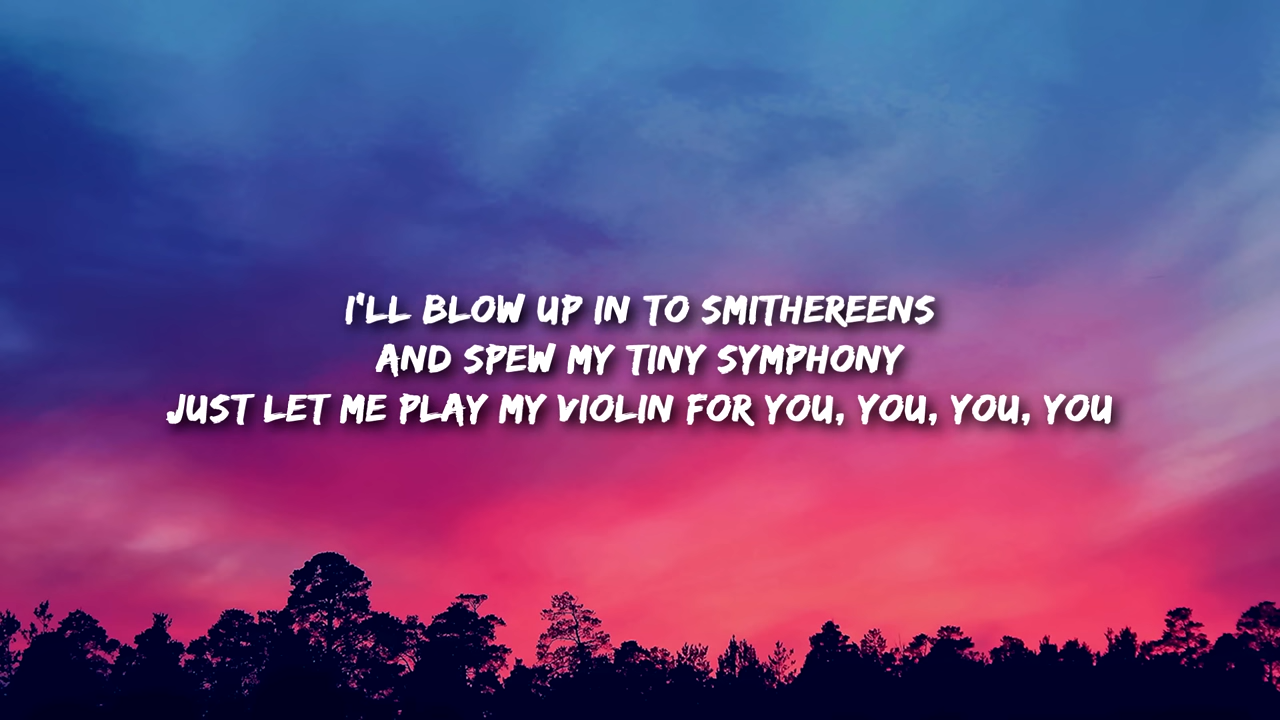 I'LL BLOW UP IN TO SMITHEREENS
AND SPEW MY TINY SYMPHONY
JUST LET ME PLAY MY VIOLIN FOR YOU, YOU, YOU, YOU